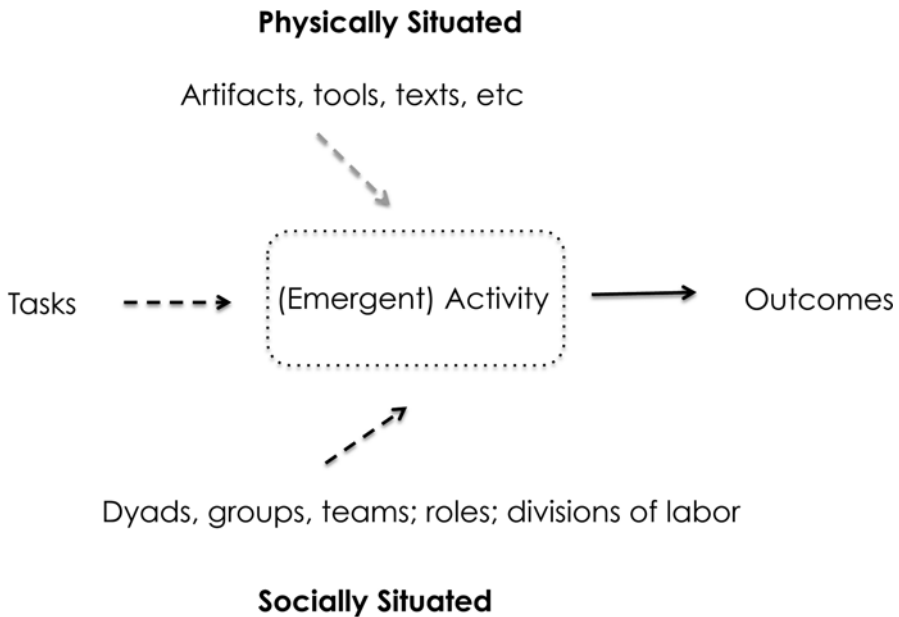 Physically Situated
Artifacts, tools, texts, etc
Tasks
(Emergent) Activity
Outcomes
Dyads, groups, teams; roles; divisions of labor
Socially Situated